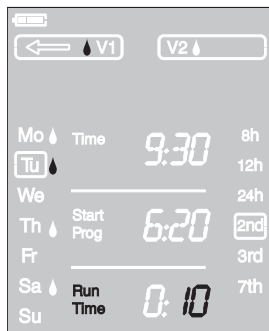 V1 V2
Mo Time 9:30 8h
Tu 12h
We 24h
Th Start Prog 6:20 2nd
Fr 3rd
Sa Run Time 0:10 7th
Su